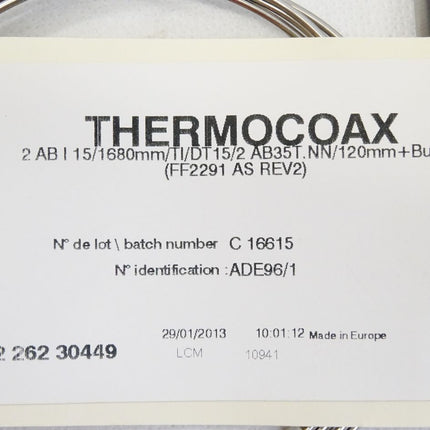 THERMOCOAX
2 AB I 15/1680mm/TI/DT15/2 AB35T.NN/120mm+Bu
(FF2291 AS REV2)
N° de lot \ batch number C 16615
N° identification :ADE96/1
29/01/2013 10:01:12 Made in Europe
2 262 30449 LCM 10941